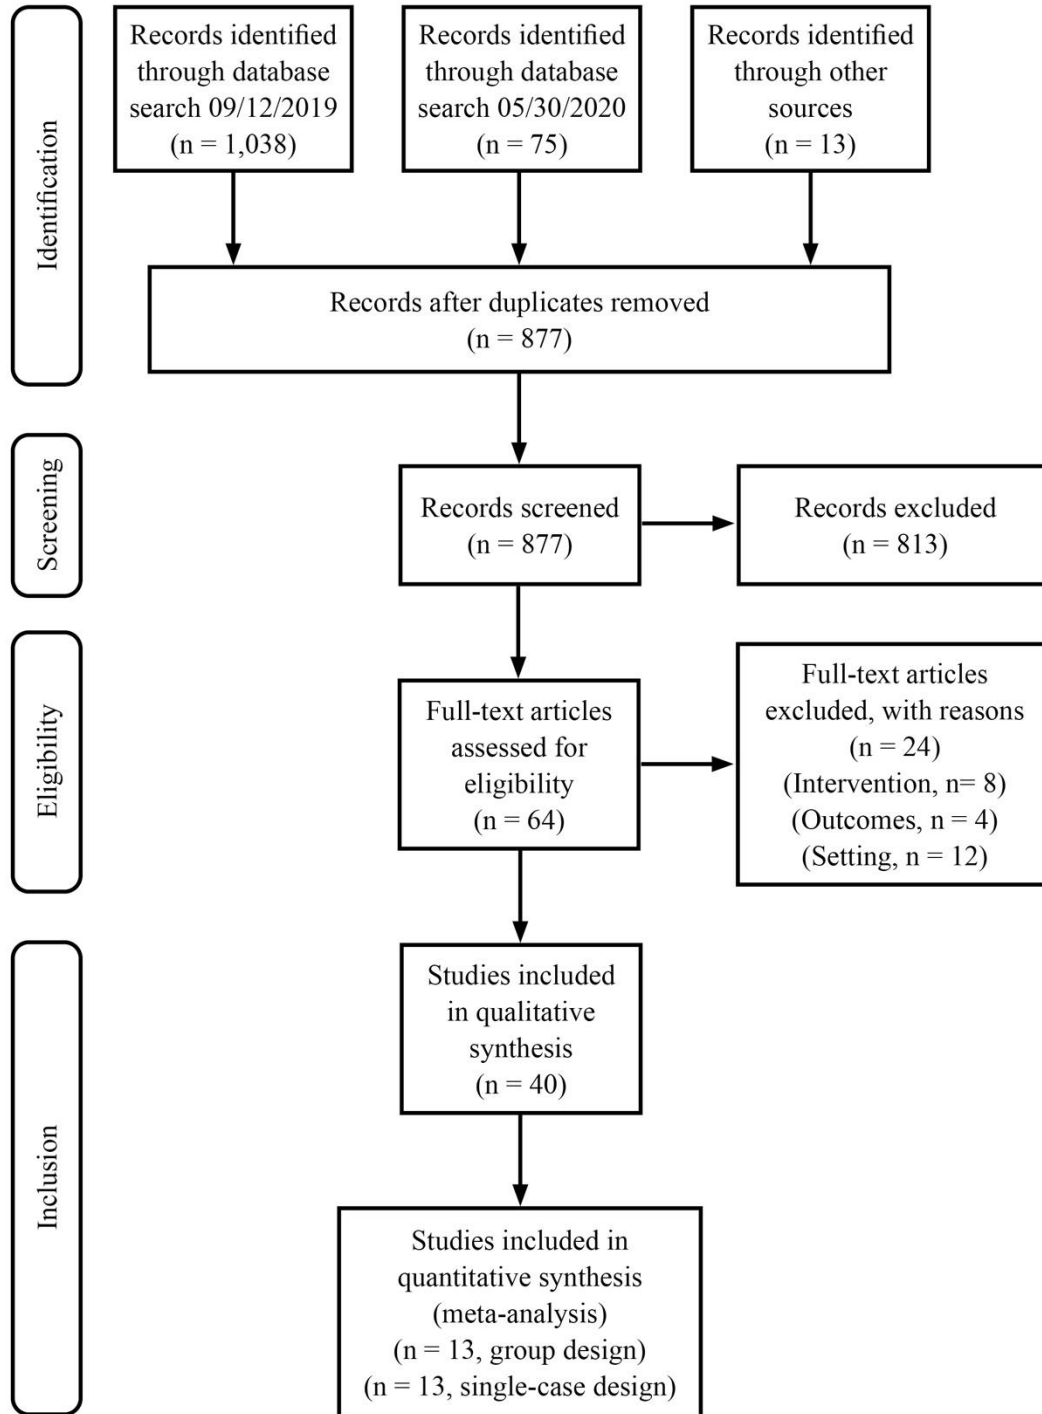 Identification
Records identified
through database
search 09/12/2019
(n = 1,038)
Records identified
through database
search 05/30/2020
(n = 75)
Records identified
through other
sources
(n = 13)
Records after duplicates removed
(n = 877)
Screening
Records screened
(n = 877)
Records excluded
(n = 813)
Eligibility
Full-text articles
assessed for
eligibility
(n = 64)
Full-text articles
excluded, with reasons
(n = 24)
(Intervention, n= 8)
(Outcomes, n = 4)
(Setting, n = 12)
Inclusion
Studies included
in qualitative
synthesis
(n = 40)
Studies included in
quantitative synthesis
(meta-analysis)
(n = 13, group design)
(n = 13, single-case design)